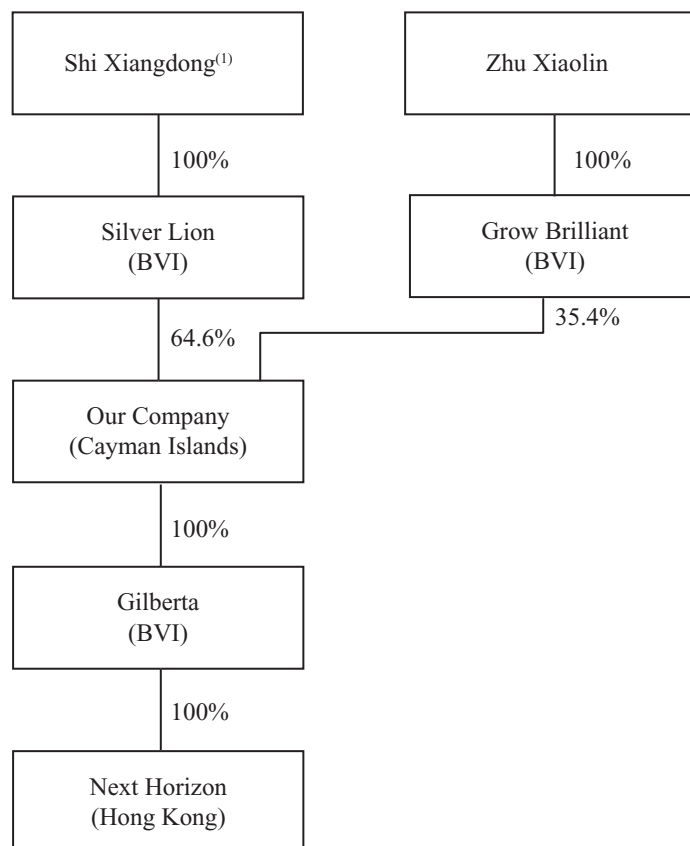 Shi Xiangdong(1)
Zhu Xiaolin
100%
100%
Silver Lion
(BVI)
Grow Brilliant
(BVI)
64.6%
35.4%
Our Company
(Cayman Islands)
100%
Gilberta
(BVI)
100%
Next Horizon
(Hong Kong)